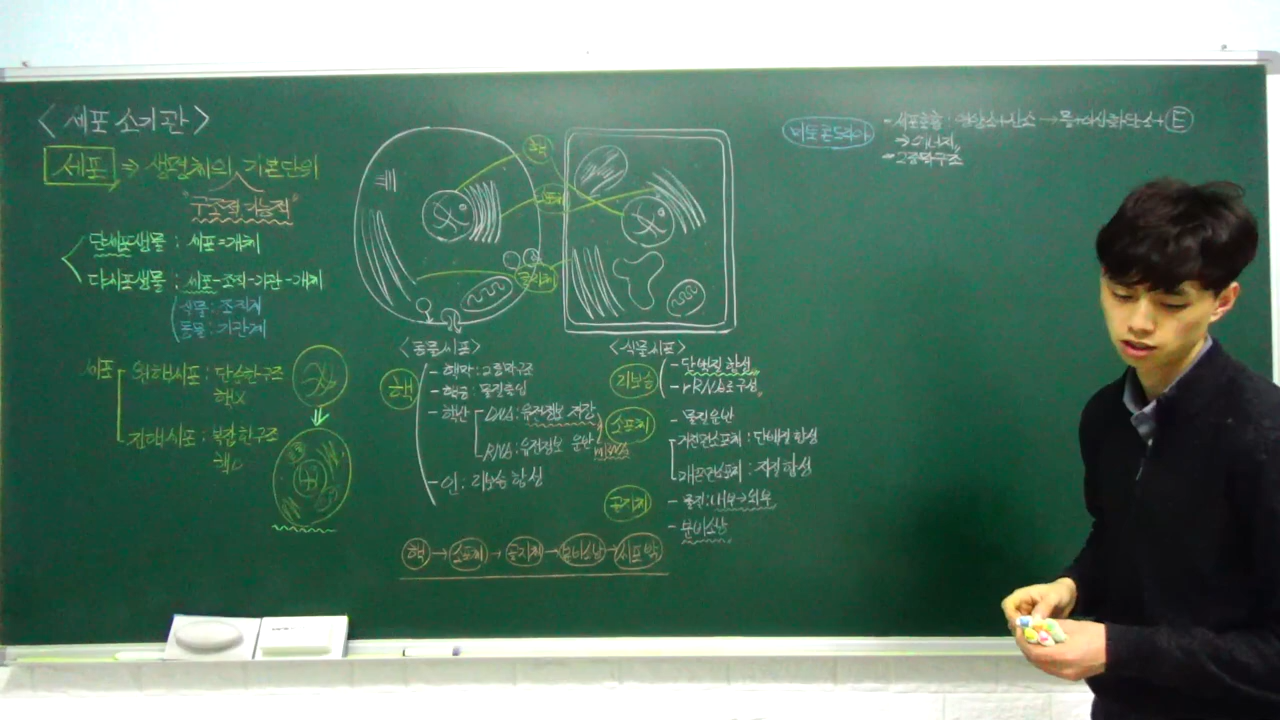 <세포 소기관>
세포 ⇒ 생명체의 기본단위
"구조적 기능적"
단세포생물 : 세포=개체
다세포생물 : 세포-조직-기관-개체
식물 : 조직계
동물 : 기관계
세포
원핵세포 : 단순한구조
핵X
진핵세포 : 복잡한구조
핵O
핵
소포체
골지체
<동물세포>
<식물세포>
핵
- 핵막 : 2중막구조
- 핵공 : 물질출입
- 핵산
DNA : 유전정보 저장
RNA : 유전정보 운반
mRNA
- 인 : 리보솜 합성
리보솜
- 단백질 합성
- rRNA로 구성
소포체
- 물질운반
거친면소포체 : 단백질합성
매끈면소포체 : 지질합성
골지체
- 물질 : 내부→외부
- 분비소낭
핵 → 소포체 → 골지체 → 분비소낭 → 세포막
미토콘드리아
- 세포호흡 : 영양소+산소 → 물+이산화탄소+E
⇒ 에너지
- 2중막구조